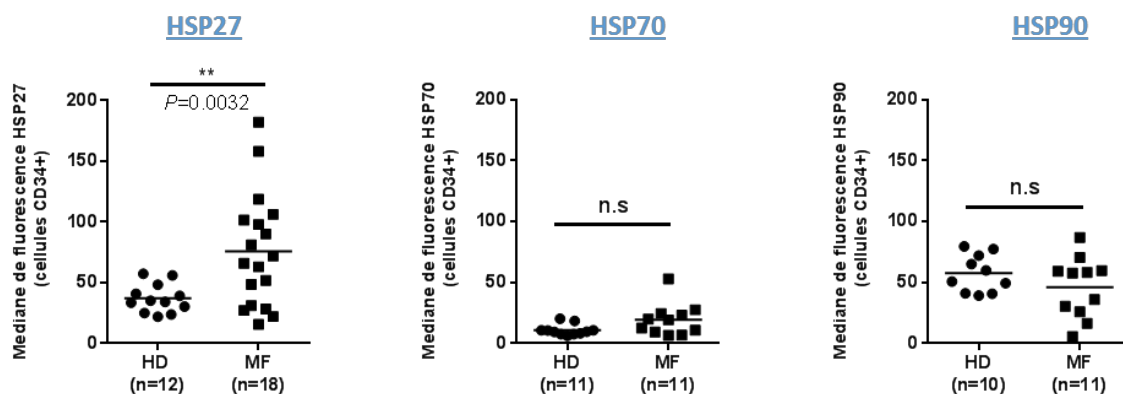 HSP27
HSP70
HSP90
**
P=0.0032
Mediane de fluorescence HSP27
(cellules CD34+)
200
150
100
50
0
HD
(n=12)
MF
(n=18)
n.s
Mediane de fluorescence HSP70
(cellules CD34+)
200
150
100
50
0
HD
(n=11)
MF
(n=11)
n.s
Mediane de fluorescence HSP90
(cellules CD34+)
200
150
100
50
0
HD
(n=10)
MF
(n=11)